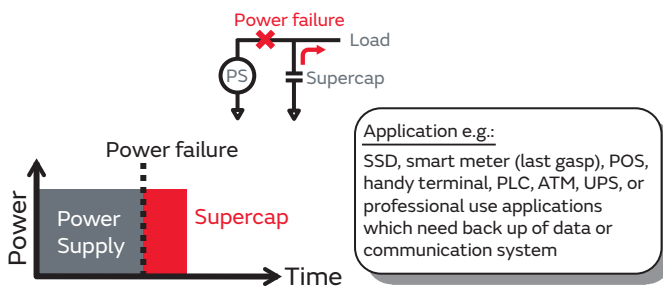 Power failure
Load
PS
Supercap
Power failure
Power
Power
Supply
Supercap
Time
Application e.g.:
SSD, smart meter (last gasp), POS,
handy terminal, PLC, ATM, UPS, or
professional use applications
which need back up of data or
communication system